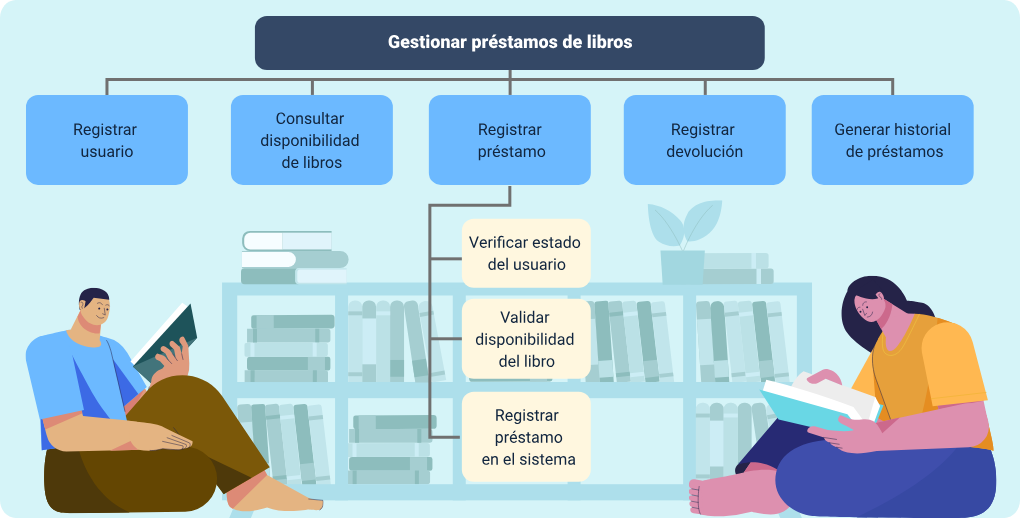 Gestionar préstamos de libros
Registrar
usuario
Consultar
disponibilidad
de libros
Registrar
préstamo
Registrar
devolución
Generar historial
de préstamos
Verificar estado
del usuario
Validar
disponibilidad
del libro
Registrar
préstamo
en el sistema